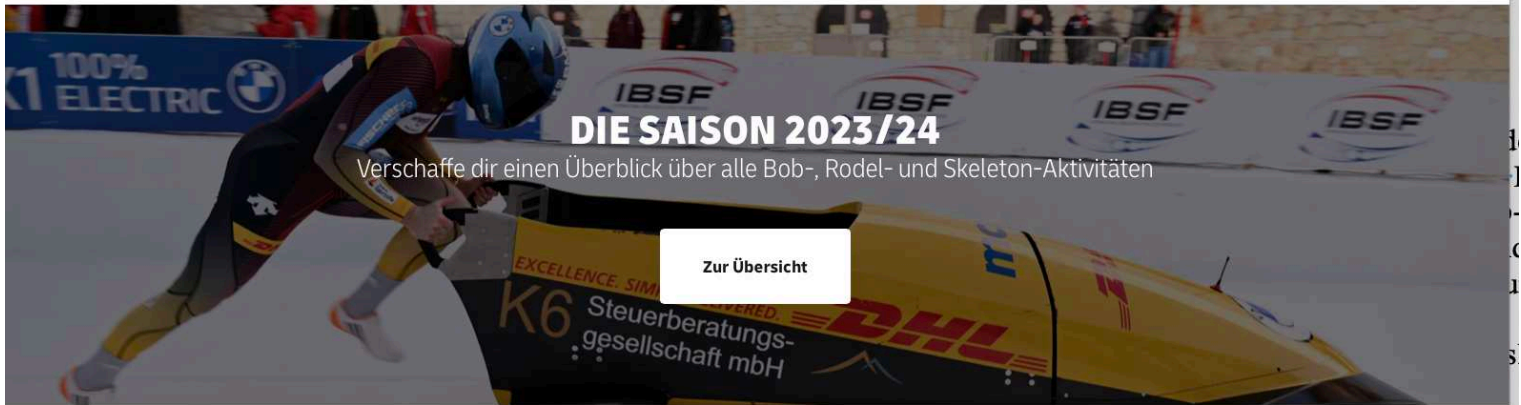 100%
ELECTRIC
IBSF
IBSF
IBSF
IBSF
DIE SAISON 2023/24
Verschaffe dir einen Überblick über alle Bob-, Rodel- und Skeleton-Aktivitäten
Zur Übersicht
EXCELLENCE.
K6
Steuerberatungs-
gesellschaft mbH
DHL